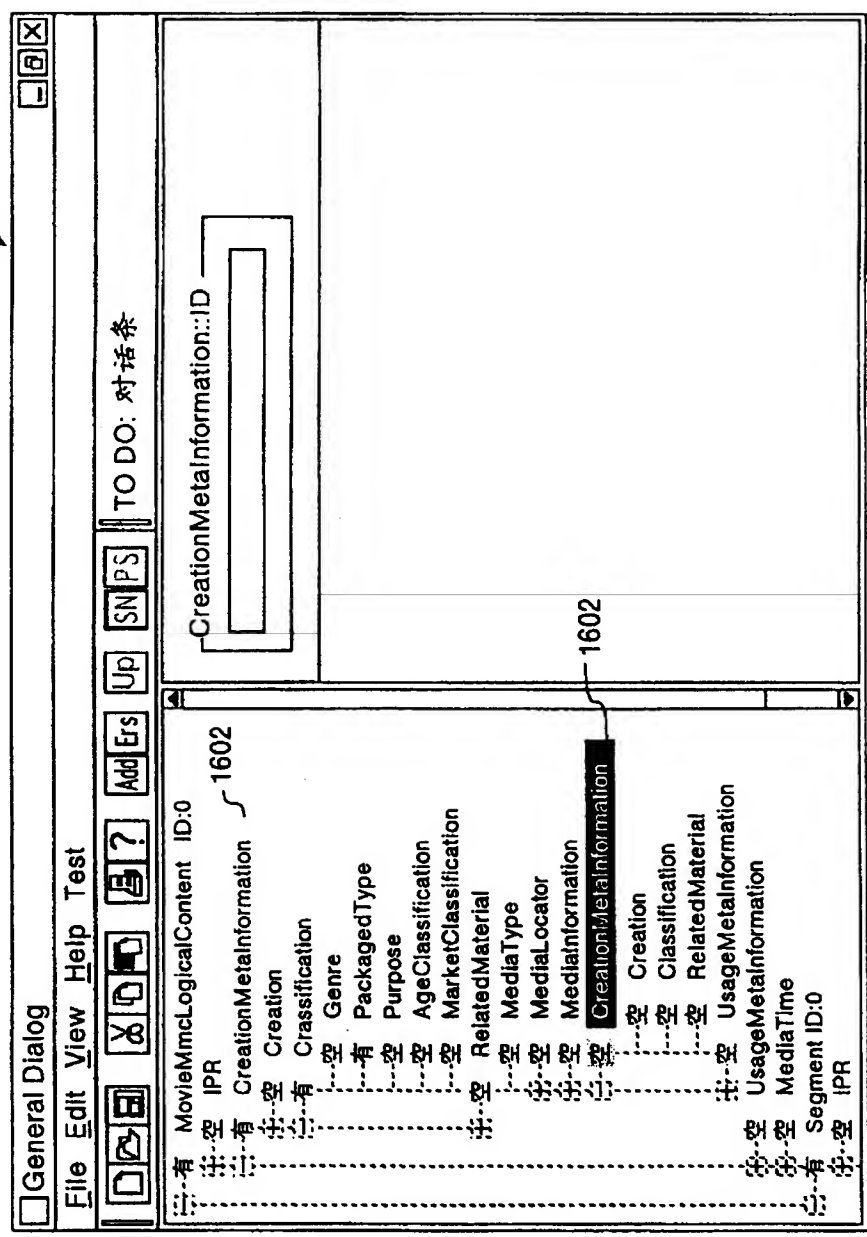 General Dialog
File Edit View Help Test
? Add Ers Up SN PS TO DO: 对话条
有 MovieMmcLogicalContent ID:0
空 IPR
有 CreationMetaInformation
1602
空 Creation
有 Crassification
空 Genre
有 PackagedType
空 Purpose
空 AgeClassification
空 MarketClassification
空 RelatedMaterial
空 MediaType
空 MediaLocator
空 MediaInformation
空 CreationMetaInformation
1602
空 Creation
空 Classification
空 RelatedMaterial
空 UsageMetaInformation
空 UsageMetaInformation
空 MediaTime
有 Segment ID:0
空 IPR
CreationMetaInformation::ID